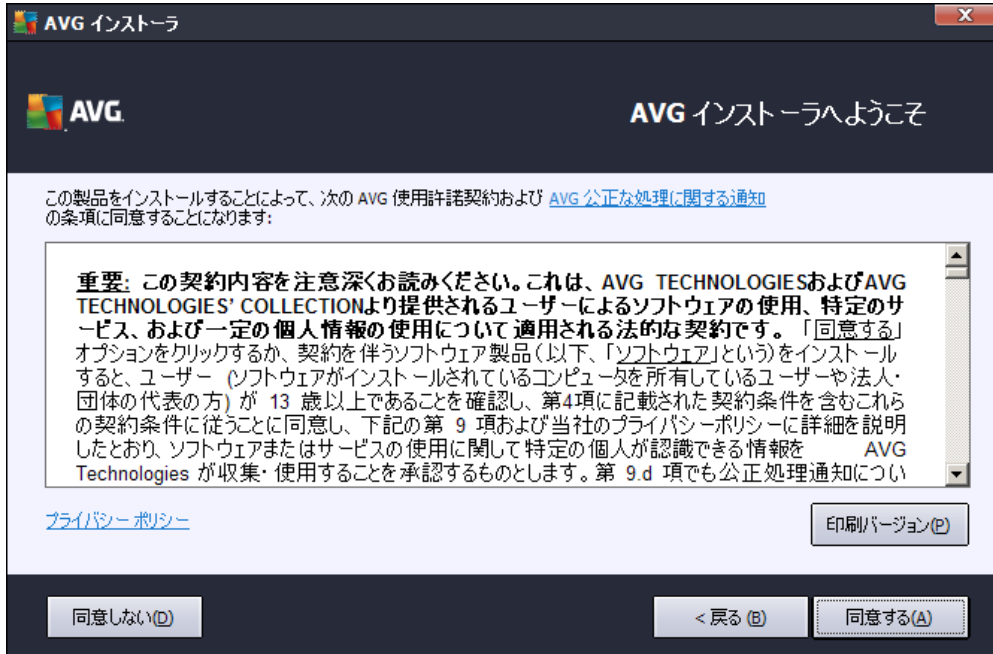 AVG インストーラ
AVG.
AVG インストーラへようこそ
この製品をインストールすることによって、次の AVG 使用許諾契約および AVG 公正な処理に関する通知
の条項に同意することになります:
重要: この契約内容を注意深くお読みください。これは、AVG TECHNOLOGIESおよびAVG
TECHNOLOGIES' COLLECTIONより提供されるユーザーによるソフトウェアの使用、特定のサ
ービス、および一定の個人情報の使用について適用される法的な契約です。「同意する」
オプションをクリックするか、契約を伴うソフトウェア製品(以下、「ソフトウェア」という)をインストール
すると、ユーザー (ソフトウェアがインストールされているコンピュータを所有しているユーザーや法人・
団体の代表の方) が 13 歳以上であることを確認し、第4項に記載された契約条件を含むこれら
の契約条件に従うことに同意し、下記の第 9 項および当社のプライバシーポリシーに詳細を説明
したとおり、ソフトウェアまたはサービスの使用に関して特定の個人が認識できる情報を AVG
Technologies が収集・使用することを承認するものとします。第 9.d 項でも公正処理通知につい
プライバシー ポリシー
印刷バージョン(P)
同意しない(D)
< 戻る (B)
同意する(A)